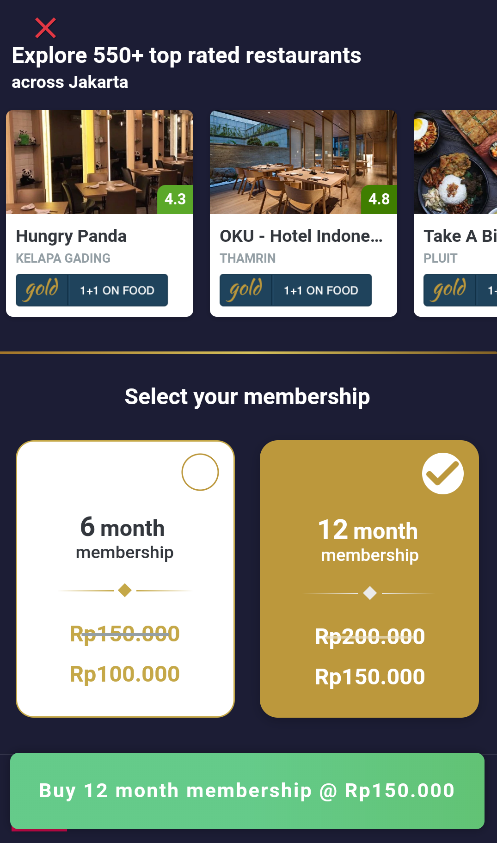 Explore 550+ top rated restaurants
across Jakarta
4.3
4.8
Hungry Panda
OKU - Hotel Indone...
Take A Bi
KELAPA GADING
THAMRIN
PLUIT
gold 1+1 ON FOOD
gold 1+1 ON FOOD
gold 1-
Select your membership
6 month
membership
Rp150.000
Rp100.000
12 month
membership
Rp200.000
Rp150.000
Buy 12 month membership @ Rp150.000